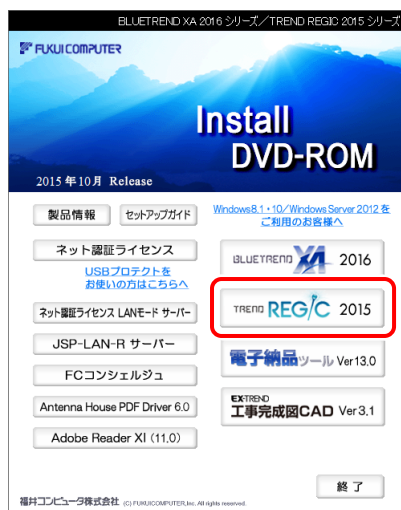 BLUETREND XA 2016 シリーズ／TREND REGIC 2015 シリーズ
FUKUI COMPUTER
Install
DVD-ROM
2015年10月 Release
製品情報
セットアップガイド
Windows8.1・10／Windows Server 2012 を
ご利用のお客様へ
ネット認証ライセンス
USBプロテクトを
お使いの方はこちらへ
ネット認証ライセンス LANモード サーバー
JSP-LAN-R サーバー
FCコンシェルジュ
Antenna House PDF Driver 6.0
Adobe Reader XI (11.0)
BLUETREND XA 2016
TREND REGIC 2015
電子納品ツール Ver13.0
EX-TREND
工事完成図CAD Ver3.1
終了
福井コンピュータ株式会社 (C) FUKUICOMPUTER,Inc. All rights reserved.